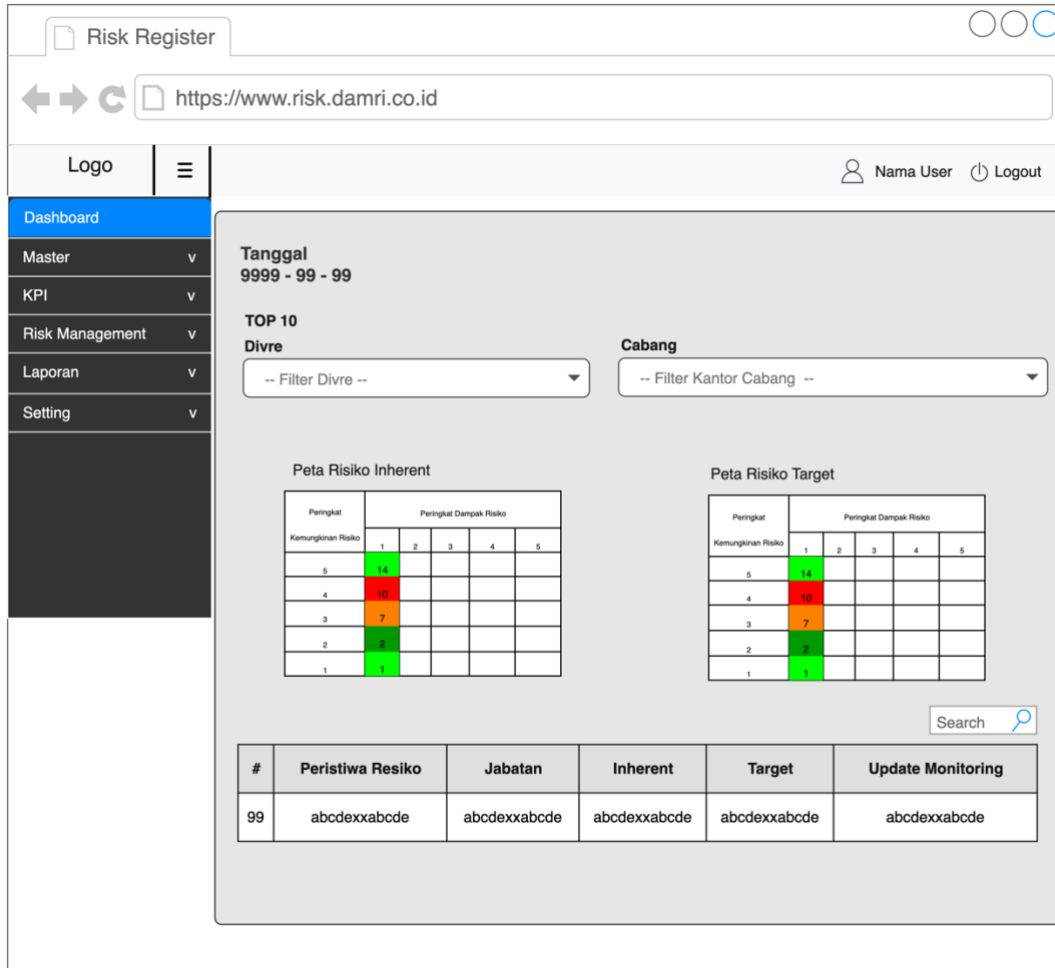 Risk Register
https://www.risk.damri.co.id
Logo
☰
Nama User
Logout
Dashboard
Master v
KPI v
Risk Management v
Laporan v
Setting v
Tanggal
9999 - 99 - 99
TOP 10
Divre
-- Filter Divre --
Cabang
-- Filter Kantor Cabang --
Peta Risiko Inherent
Peringkat
Kemungkinan Risiko
Peringkat Dampak Risiko
1 2 3 4 5
5 14
4 10
3 7
2 2
1 1
Peta Risiko Target
Peringkat
Kemungkinan Risiko
Peringkat Dampak Risiko
1 2 3 4 5
5 14
4 10
3 7
2 2
1 1
Search
# Peristiwa Resiko Jabatan Inherent Target Update Monitoring
99 abcdexxabcde abcdexxabcde abcdexxabcde abcdexxabcde abcdexxabcde